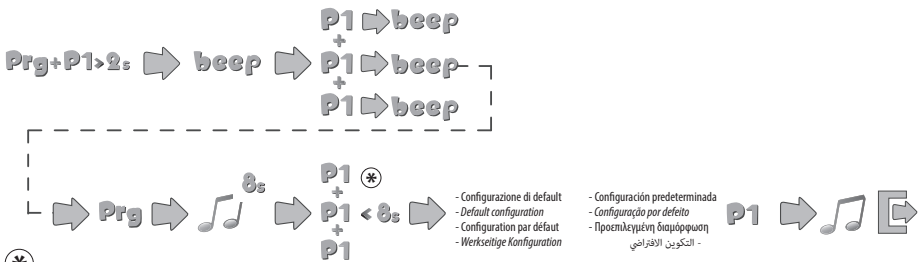 P1 beep
+
Prg+P1>2s beep P1 beep
+
P1 beep
Prg 8s
P1 *
+
P1 < 8s
+
P1
- Configurazione di default
- Default configuration
- Configuration par défaut
- Werkseitige Konfiguration
- Configuración predeterminada
- Configuração por defeito
- Προεπιλεγμένη διαμόρφωση
- التكوين الافتراضي
P1
*